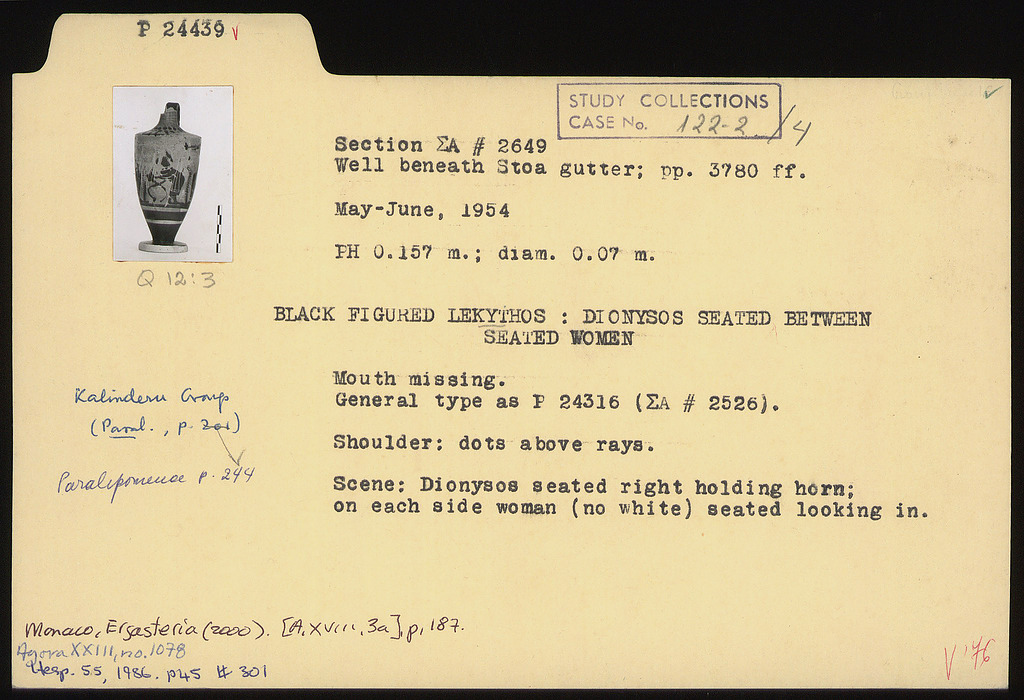 P 24439 √
STUDY COLLECTIONS
CASE No. 122-2/4
Section ΣA # 2649
Well beneath Stoa gutter; pp. 3780 ff.
May-June, 1954
PH 0.157 m.; diam. 0.07 m.
Q 12:3
BLACK FIGURED LEKYTHOS : DIONYSOS SEATED BETWEEN
SEATED WOMEN
Mouth missing.
General type as P 24316 (ΣA # 2526).
Shoulder: dots above rays.
Scene: Dionysos seated right holding horn;
on each side woman (no white) seated looking in.
Kalinderu Group
(Paral., p. 201)
Paralipomenae p. 244
Monaco, Ergasteria (2000). [A, XVIII, 3a], p, 187.
Agora XXIII, no. 1078
Hesp. 55, 1986. p45 # 301
√ '76